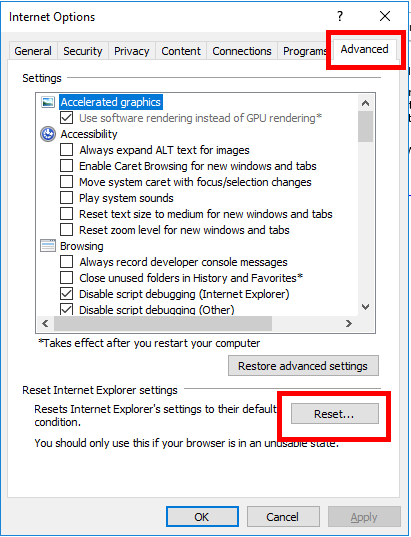 Internet Options
General Security Privacy Content Connections Programs Advanced
Settings
Accelerated graphics
Use software rendering instead of GPU rendering*
Accessibility
Always expand ALT text for images
Enable Caret Browsing for new windows and tabs
Move system caret with focus/selection changes
Play system sounds
Reset text size to medium for new windows and tabs
Reset zoom level for new windows and tabs
Browsing
Always record developer console messages
Close unused folders in History and Favorites*
Disable script debugging (Internet Explorer)
Disable script debugging (Other)
*Takes effect after you restart your computer
Restore advanced settings
Reset Internet Explorer settings
Resets Internet Explorer's settings to their default
condition.
Reset...
You should only use this if your browser is in an unusable state.
OK Cancel Apply